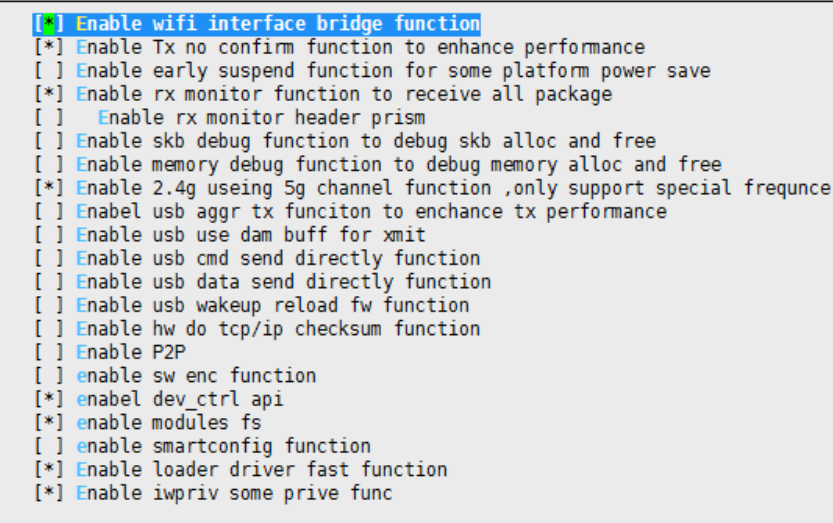 [*] Enable wifi interface bridge function
[*] Enable Tx no confirm function to enhance performance
[ ] Enable early suspend function for some platform power save
[*] Enable rx monitor function to receive all package
[ ]   Enable rx monitor header prism
[ ] Enable skb debug function to debug skb alloc and free
[ ] Enable memory debug function to debug memory alloc and free
[*] Enable 2.4g useing 5g channel function ,only support special frequnce
[ ] Enabel usb aggr tx funciton to enchance tx performance
[ ] Enable usb use dam buff for xmit
[ ] Enable usb cmd send directly function
[ ] Enable usb data send directly function
[ ] Enable usb wakeup reload fw function
[ ] Enable hw do tcp/ip checksum function
[ ] Enable P2P
[ ] enable sw enc function
[*] enabel dev_ctrl api
[*] enable modules fs
[ ] enable smartconfig function
[*] Enable loader driver fast function
[*] Enable iwpriv some prive func